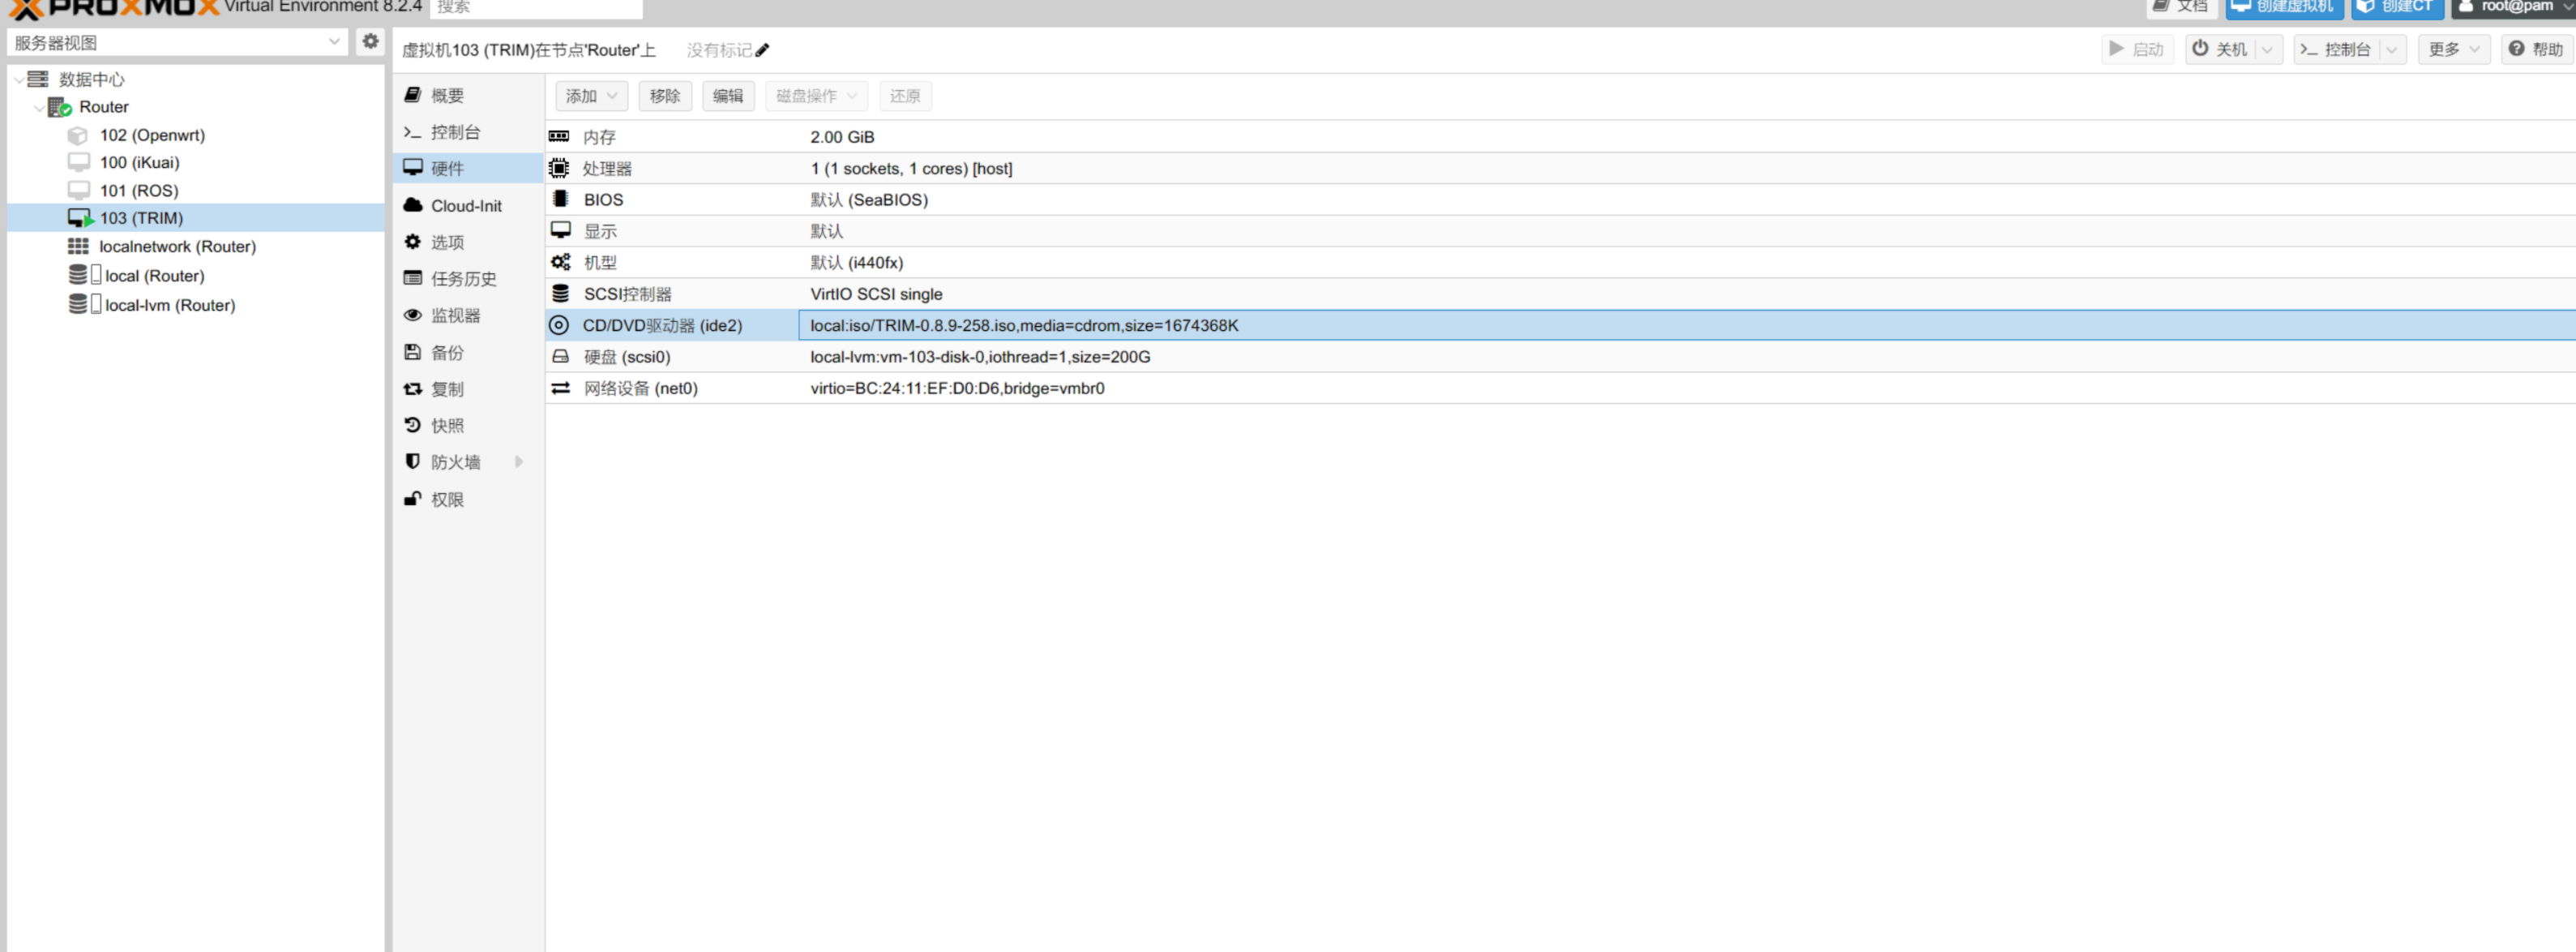 PROXMOX Virtual Environment 8.2.4 搜索 文档 创建虚拟机 创建CT root@pam
服务器视图
数据中心
Router
102 (Openwrt)
100 (iKuai)
101 (ROS)
103 (TRIM)
localnetwork (Router)
local (Router)
local-lvm (Router)
虚拟机103 (TRIM)在节点'Router'上 没有标记 启动 关机 控制台 更多 帮助
概要
控制台
硬件
Cloud-Init
选项
任务历史
监视器
备份
复制
快照
防火墙
权限
添加 移除 编辑 磁盘操作 还原
内存 2.00 GiB
处理器 1 (1 sockets, 1 cores) [host]
BIOS 默认 (SeaBIOS)
显示 默认
机型 默认 (i440fx)
SCSI控制器 VirtIO SCSI single
CD/DVD驱动器 (ide2) local:iso/TRIM-0.8.9-258.iso,media=cdrom,size=1674368K
硬盘 (scsi0) local-lvm:vm-103-disk-0,iothread=1,size=200G
网络设备 (net0) virtio=BC:24:11:EF:D0:D6,bridge=vmbr0